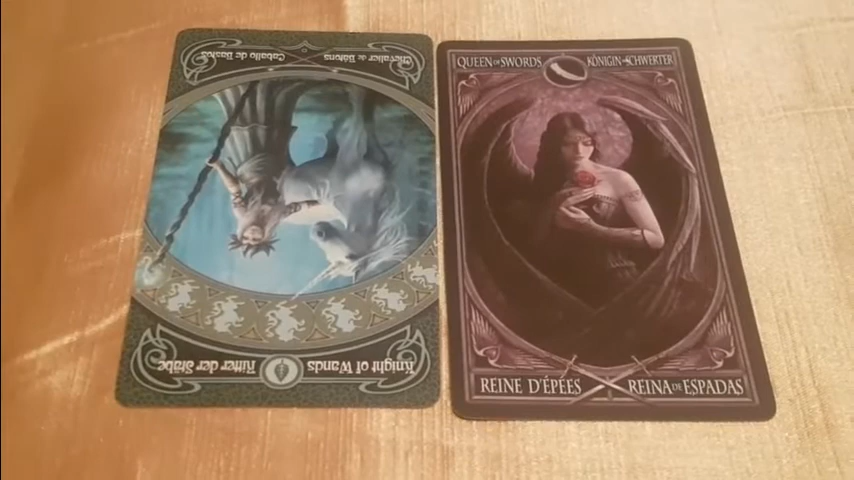 Knight of Wands Ritter der Stäbe
Caballo de Bastos Chevalier de Bâtons
QUEEN OF SWORDS KÖNIGIN DER SCHWERTER
REINE D'ÉPÉES REINA DE ESPADAS